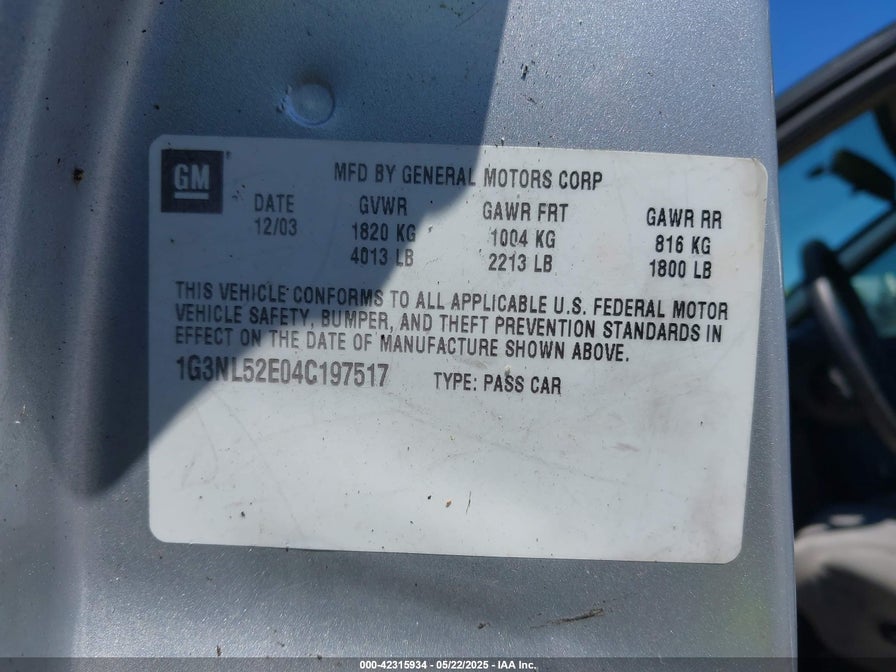 GM
MFD BY GENERAL MOTORS CORP
DATE GVWR GAWR FRT GAWR RR
12/03 1820 KG 1004 KG 816 KG
4013 LB 2213 LB 1800 LB
THIS VEHICLE CONFORMS TO ALL APPLICABLE U.S. FEDERAL MOTOR
VEHICLE SAFETY, BUMPER, AND THEFT PREVENTION STANDARDS IN
EFFECT ON THE DATE OF MANUFACTURE SHOWN ABOVE.
1G3NL52E04C197517 TYPE: PASS CAR
000-42315934 - 05/22/2025 - IAA Inc.